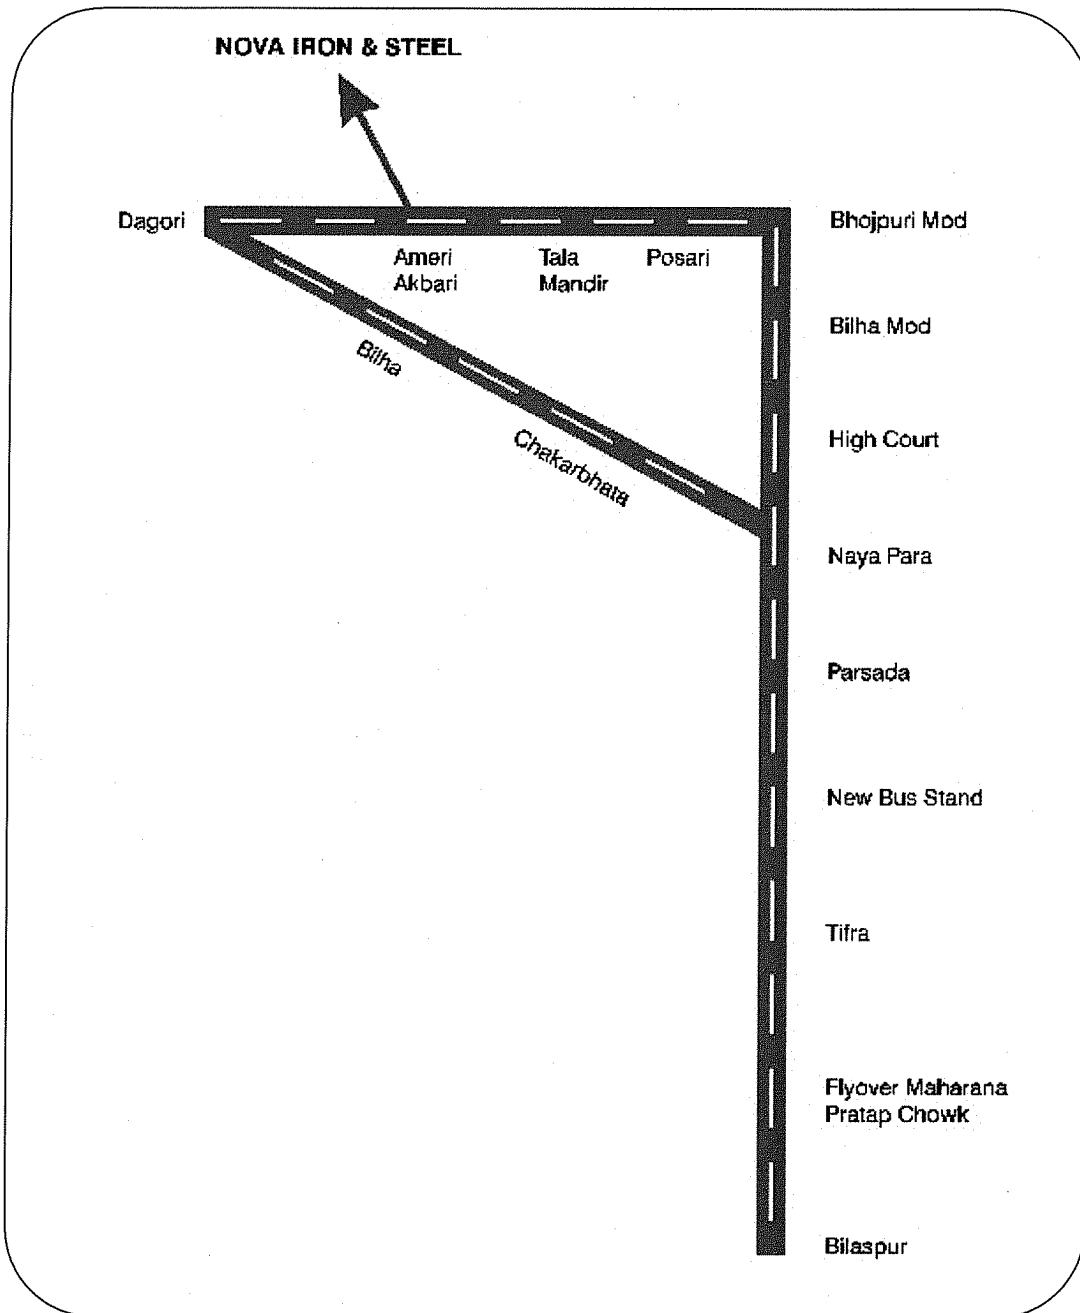 NOVA IRON & STEEL
Dagori
Bhojpuri Mod
Ameri
Akbari
Tala
Mandir
Posari
Bilha Mod
Bilha
High Court
Chakarbhata
Naya Para
Parsada
New Bus Stand
Tifra
Flyover Maharana
Pratap Chowk
Bilaspur